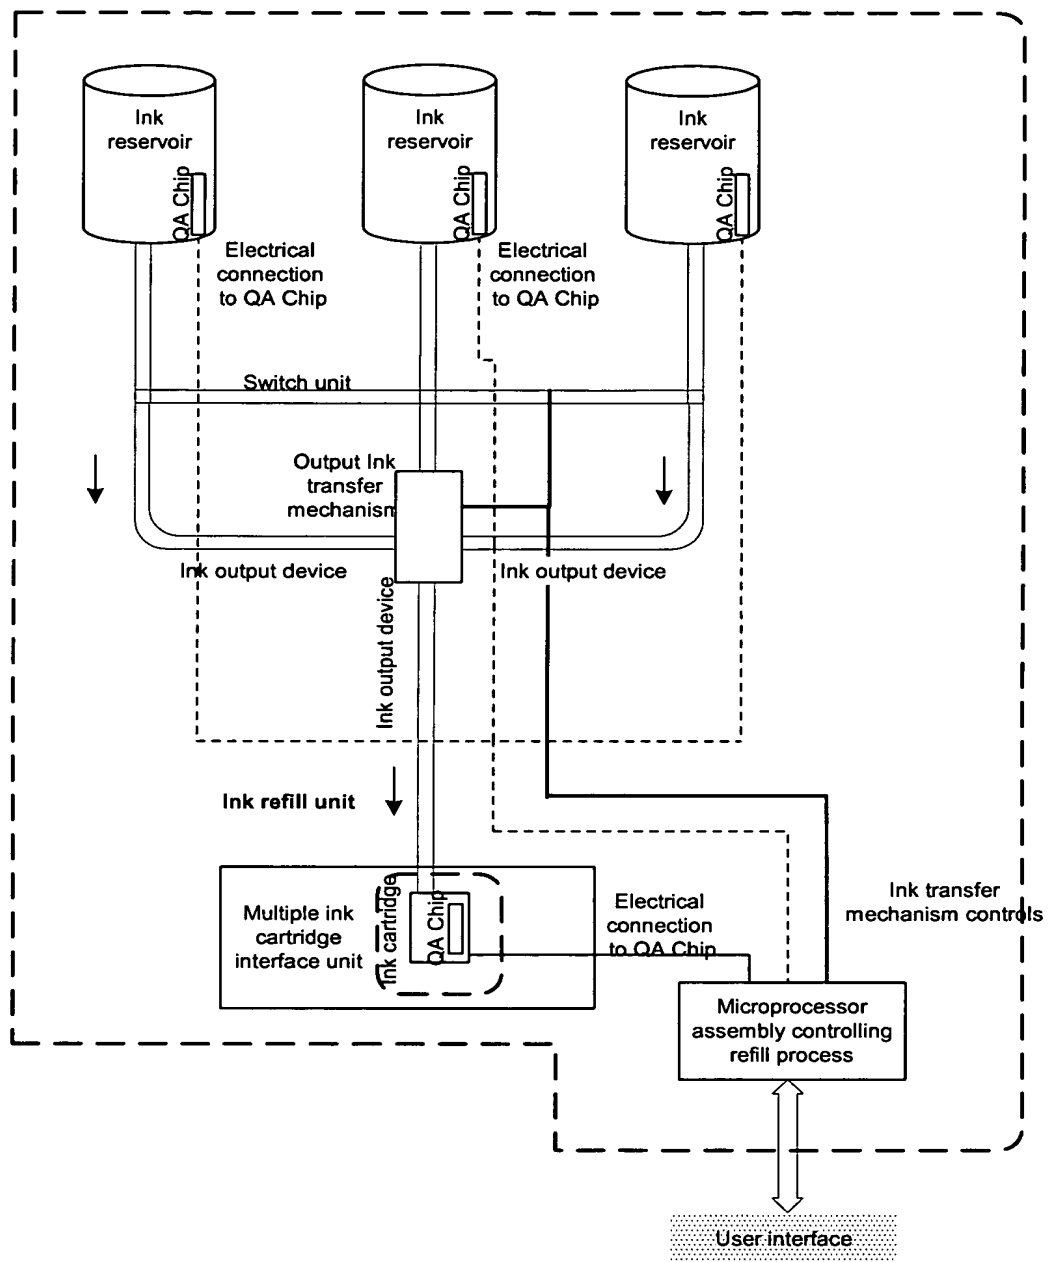 Ink
reservoir
QA Chip
Ink
reservoir
QA Chip
Ink
reservoir
QA Chip
Electrical
connection
to QA Chip
Electrical
connection
to QA Chip
Switch unit
Output Ink
transfer
mechanism
Ink output device
Ink output device
Ink output device
Ink refill unit
Multiple ink
cartridge
interface unit
Ink cartridge
QA Chip
Electrical
connection
to QA Chip
Ink transfer
mechanism controls
Microprocessor
assembly controlling
refill process
User interface